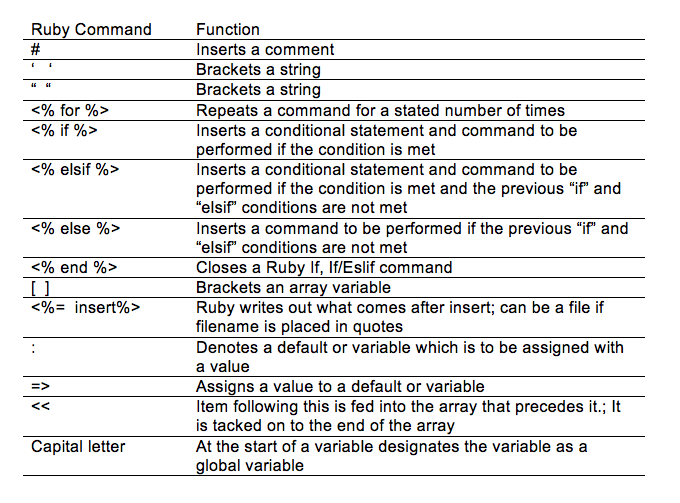 Ruby Command Function
# Inserts a comment
‘ ‘ Brackets a string
“ “ Brackets a string
<% for %> Repeats a command for a stated number of times
<% if %> Inserts a conditional statement and command to be
performed if the condition is met
<% elsif %> Inserts a conditional statement and command to be
performed if the condition is met and the previous “if” and
“elsif” conditions are not met
<% else %> Inserts a command to be performed if the previous “if” and
“elsif” conditions are not met
<% end %> Closes a Ruby If, If/Eslif command
[ ] Brackets an array variable
<%= insert%> Ruby writes out what comes after insert; can be a file if
filename is placed in quotes
: Denotes a default or variable which is to be assigned with
a value
=> Assigns a value to a default or variable
<< Item following this is fed into the array that precedes it.; It
is tacked on to the end of the array
Capital letter At the start of a variable designates the variable as a
global variable